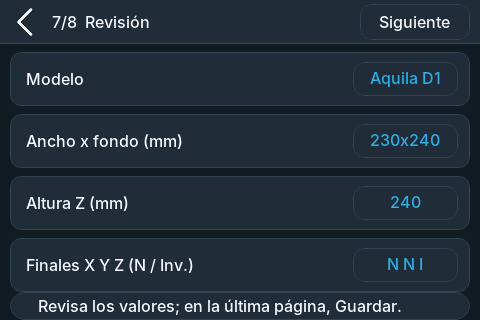 7/8 Revisión
Siguiente
Modelo
Aquila D1
Ancho x fondo (mm)
230x240
Altura Z (mm)
240
Finales X Y Z (N / Inv.)
N N I
Revisa los valores; en la última página, Guardar.